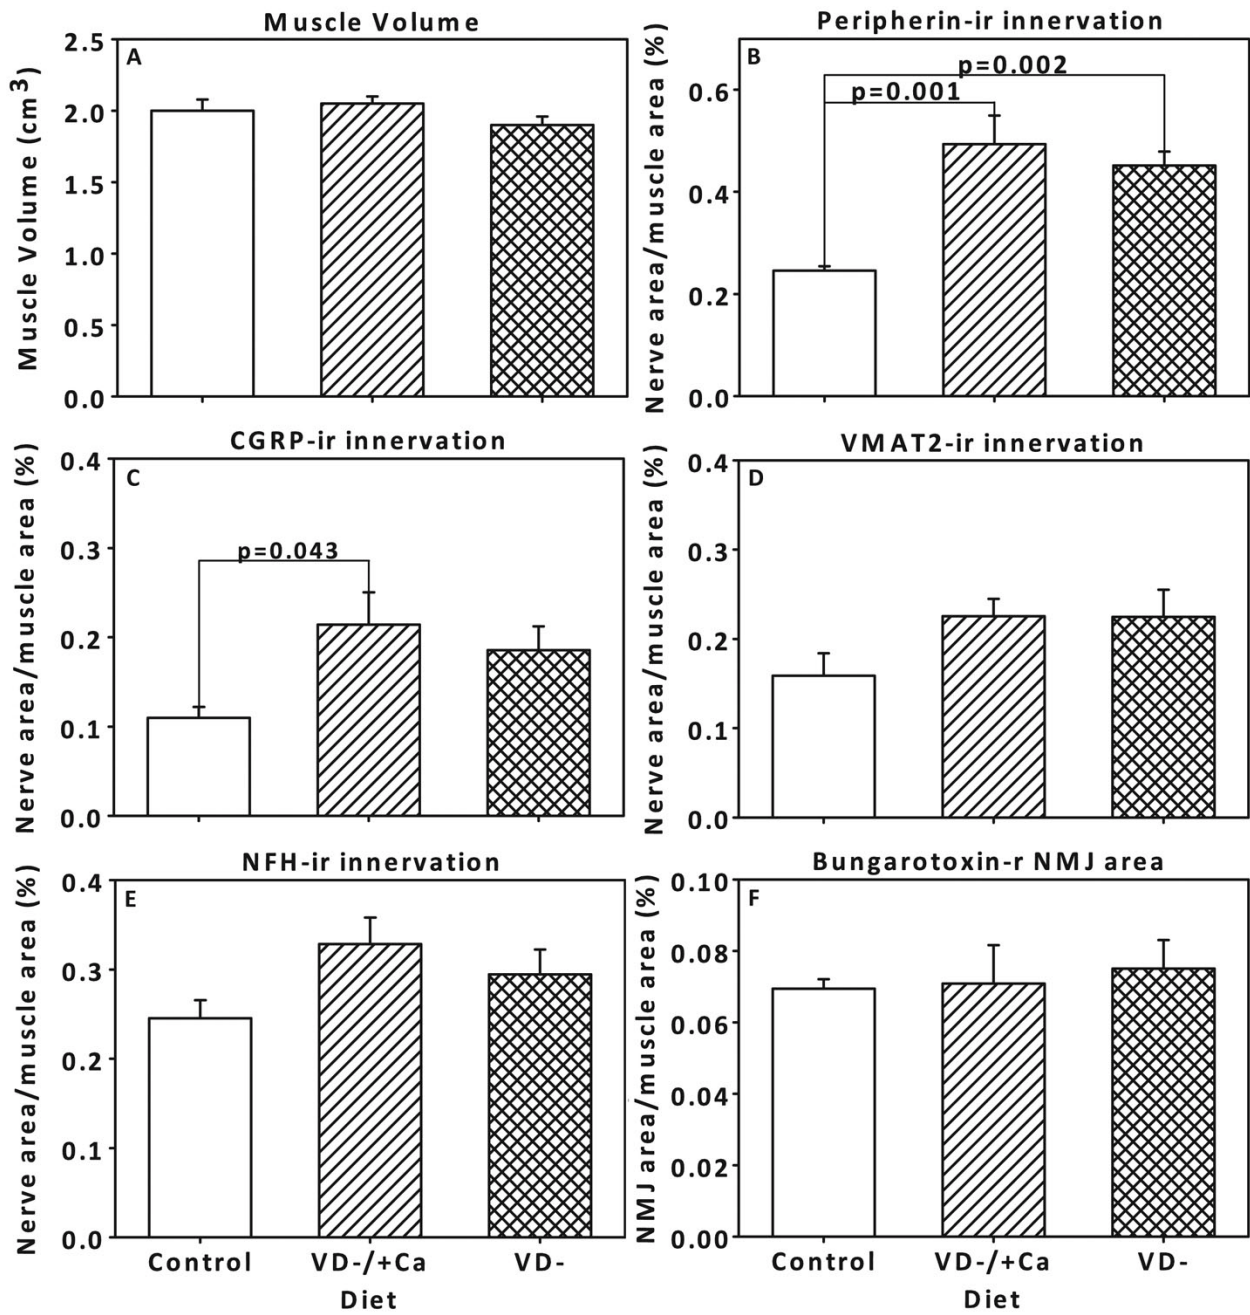 Muscle Volume
A
Muscle Volume (cm³)
2.5
2.0
1.5
1.0
0.5
0.0
Peripherin-ir innervation
B
Nerve area/muscle area (%)
p=0.002
p=0.001
0.6
0.4
0.2
0.0
CGRP-ir innervation
C
Nerve area/muscle area (%)
p=0.043
0.4
0.3
0.2
0.1
0.0
VMAT2-ir innervation
D
Nerve area/muscle area (%)
0.4
0.3
0.2
0.1
0.0
NFH-ir innervation
E
Nerve area/muscle area (%)
0.4
0.3
0.2
0.1
0.0
Control VD-/+Ca VD-
Diet
Bungarotoxin-r NMJ area
F
NMJ area/muscle area (%)
0.10
0.08
0.06
0.04
0.02
0.00
Control VD-/+Ca VD-
Diet